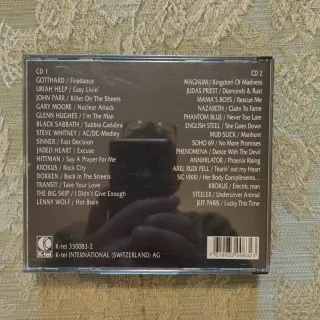 CD 1
GOTTHARD / Firedance
URIAH HEEP / Easy Livin'
JOHN PARR / Killer On The Sheets
GARY MOORE / Nuclear Attack
GLENN HUGHES / I'm The Man
BLACK SABBATH / Sabbra Cadabra
STEVE WHITNEY / AC/DC-Medley
SINNER / Fast Decision
JADED HEART / Excuse
HITTMAN / Say A Prayer For Me
KROKUS / Rock City
DOKKEN / Back In The Streets
TRANSIT / Take Your Love
THE BIG SKIP / I Didn't Give Enough
LENNY WOLF / Hot Brain
CD 2
MAGNUM / Kingdom Of Madness
JUDAS PRIEST / Diamonds & Rust
MAMA'S BOYS / Rescue Me
NAZARETH / Claim To Fame
PHANTOM BLUE / Never Too Late
ENGLISH STEEL / She Goes Down
MUD SLICK / Manhunt
SOHO 69 / No More Promises
PHENOMENA / Dance With The Devil
ANNIHILATOR / Phoenix Rising
AXEL RUDI PELL / Tearin' out my Heart
SIC VIKKI / Her Body Compliments...
KROKUS / Electric man
STEELER / Undercover Animal
JEFF PARIS / Lucky This Time
K-tel
K-tel 330083-2
K-tel INTERNATIONAL (SWITZERLAND) AG